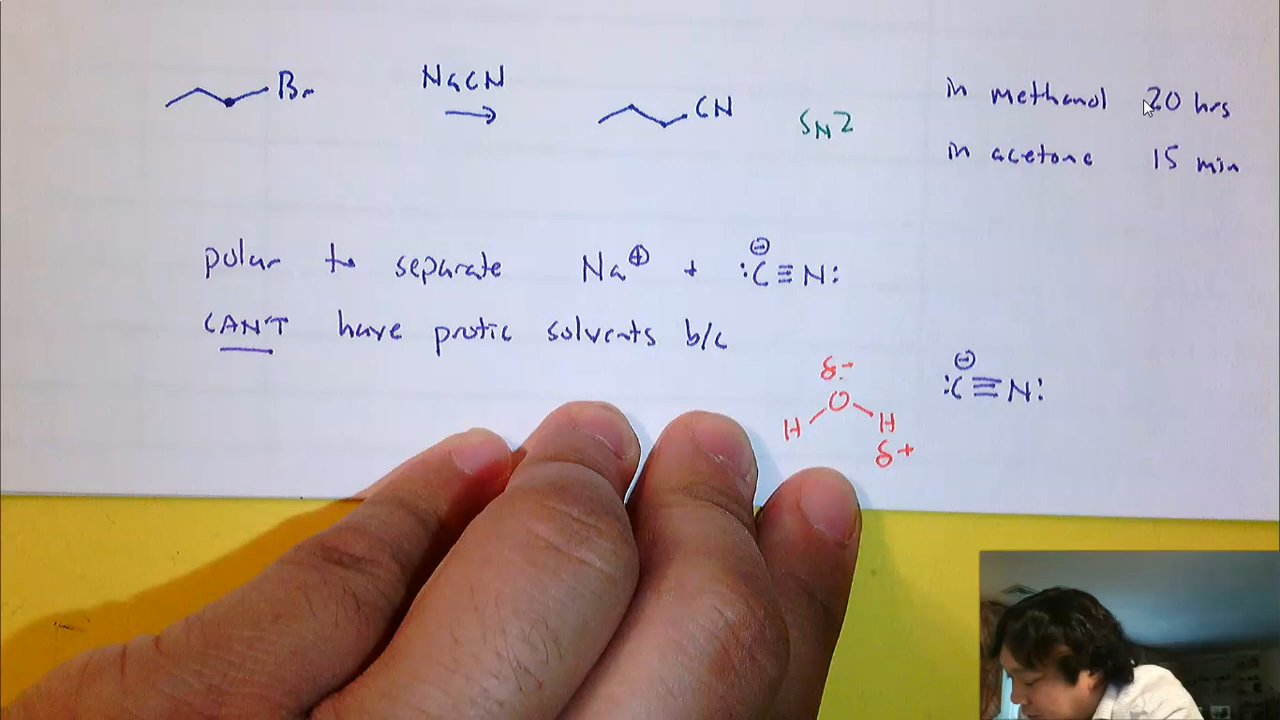 Br NaCN → CN SN2
in methanol 20 hrs
in acetone 15 min
polar to separate Na⊕ + ⊖:C≡N:
CAN'T have protic solvents b/c
δ-
O
H H
δ+
⊖
:C≡N: